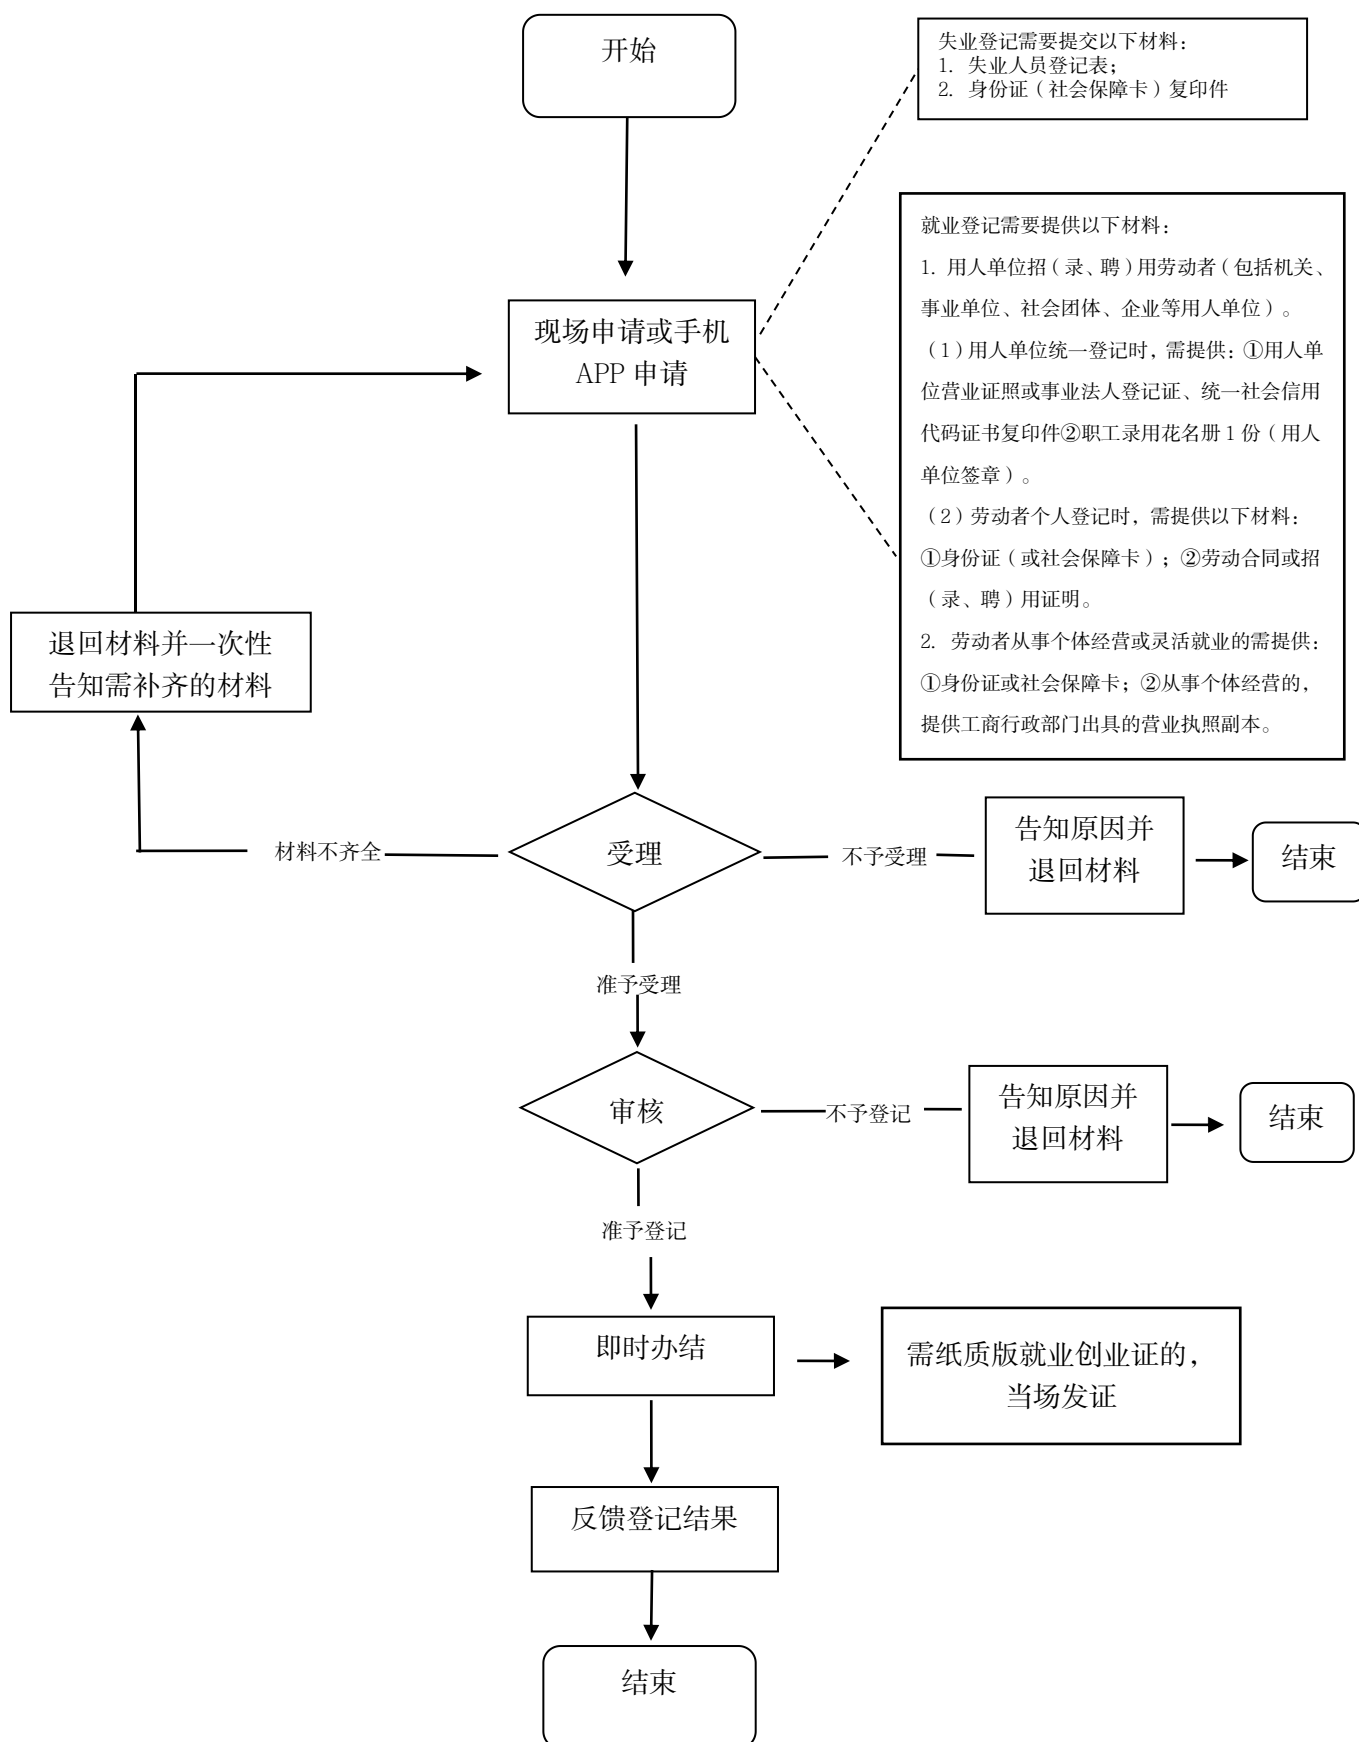 开始
失业登记需要提交以下材料：
1. 失业人员登记表；
2. 身份证（社会保障卡）复印件
就业登记需要提供以下材料：
1. 用人单位招（录、聘）用劳动者（包括机关、
事业单位、社会团体、企业等用人单位）。
（1）用人单位统一登记时，需提供：①用人单
位营业证照或事业法人登记证、统一社会信用
代码证书复印件②职工录用花名册 1 份（用人
单位签章）。
（2）劳动者个人登记时，需提供以下材料：
①身份证（或社会保障卡）；②劳动合同或招
（录、聘）用证明。
2. 劳动者从事个体经营或灵活就业的需提供：
①身份证或社会保障卡；②从事个体经营的，
提供工商行政部门出具的营业执照副本。
现场申请或手机
APP 申请
退回材料并一次性
告知需补齐的材料
材料不齐全
受理
不予受理
告知原因并
退回材料
结束
准予受理
审核
不予登记
告知原因并
退回材料
结束
准予登记
即时办结
需纸质版就业创业证的，
当场发证
反馈登记结果
结束